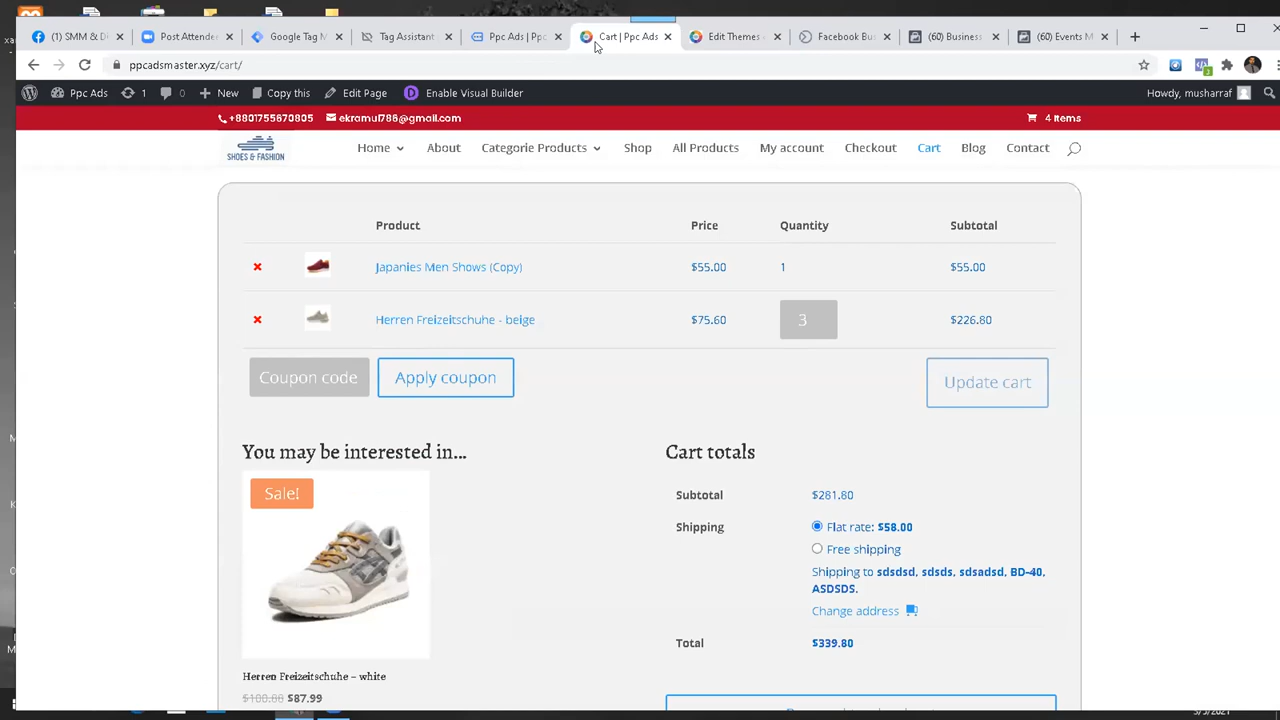 (1) SMM & Di
Post Attende
Google Tag M
Tag Assistant
Ppc Ads | Ppc
Cart | Ppc Ads
Edit Themes
Facebook Bus
(60) Business
(60) Events M
ppcadsmaster.xyz/cart/
Ppc Ads 1 0 New Copy this Edit Page Enable Visual Builder Howdy, musharraf
+8801755670805 ekramul786@gmail.com 4 Items
SHOES & FASHION
Home About Categorie Products Shop All Products My account Checkout Cart Blog Contact
Product Price Quantity Subtotal
Japanies Men Shows (Copy) $55.00 1 $55.00
Herren Freizeitschuhe - beige $75.60 3 $226.80
Coupon code Apply coupon Update cart
You may be interested in... Cart totals
Sale!
Subtotal $281.80
Shipping Flat rate: $58.00
Free shipping
Shipping to sdsdsd, sdsds, sdsadsd, BD-40,
ASDSDS.
Change address
Total $339.80
Herren Freizeitschuhe – white
$100.88 $87.99